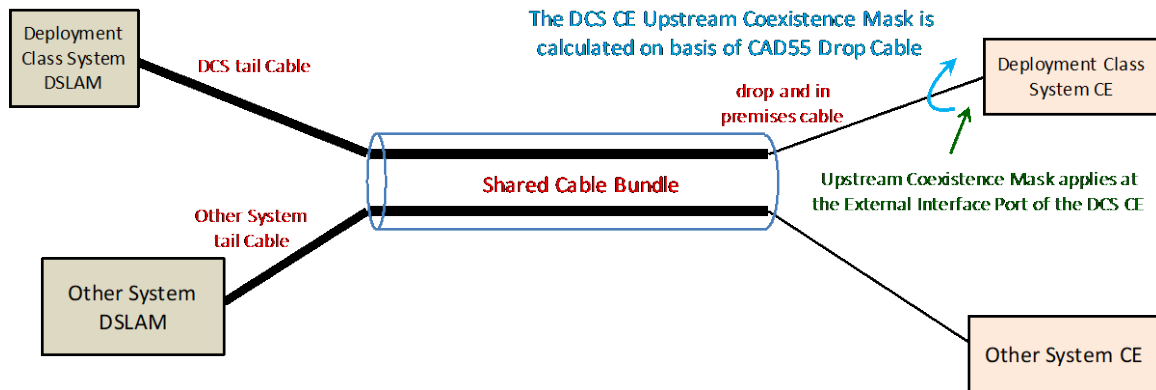 Deployment
Class System
DSLAM
DCS tail Cable
The DCS CE Upstream Coexistence Mask is
calculated on basis of CAD55 Drop Cable
drop and in
premises cable
Deployment Class
System CE
Shared Cable Bundle
Upstream Coexistence Mask applies at
the External Interface Port of the DCS CE
Other System
tail Cable
Other System
DSLAM
Other System CE